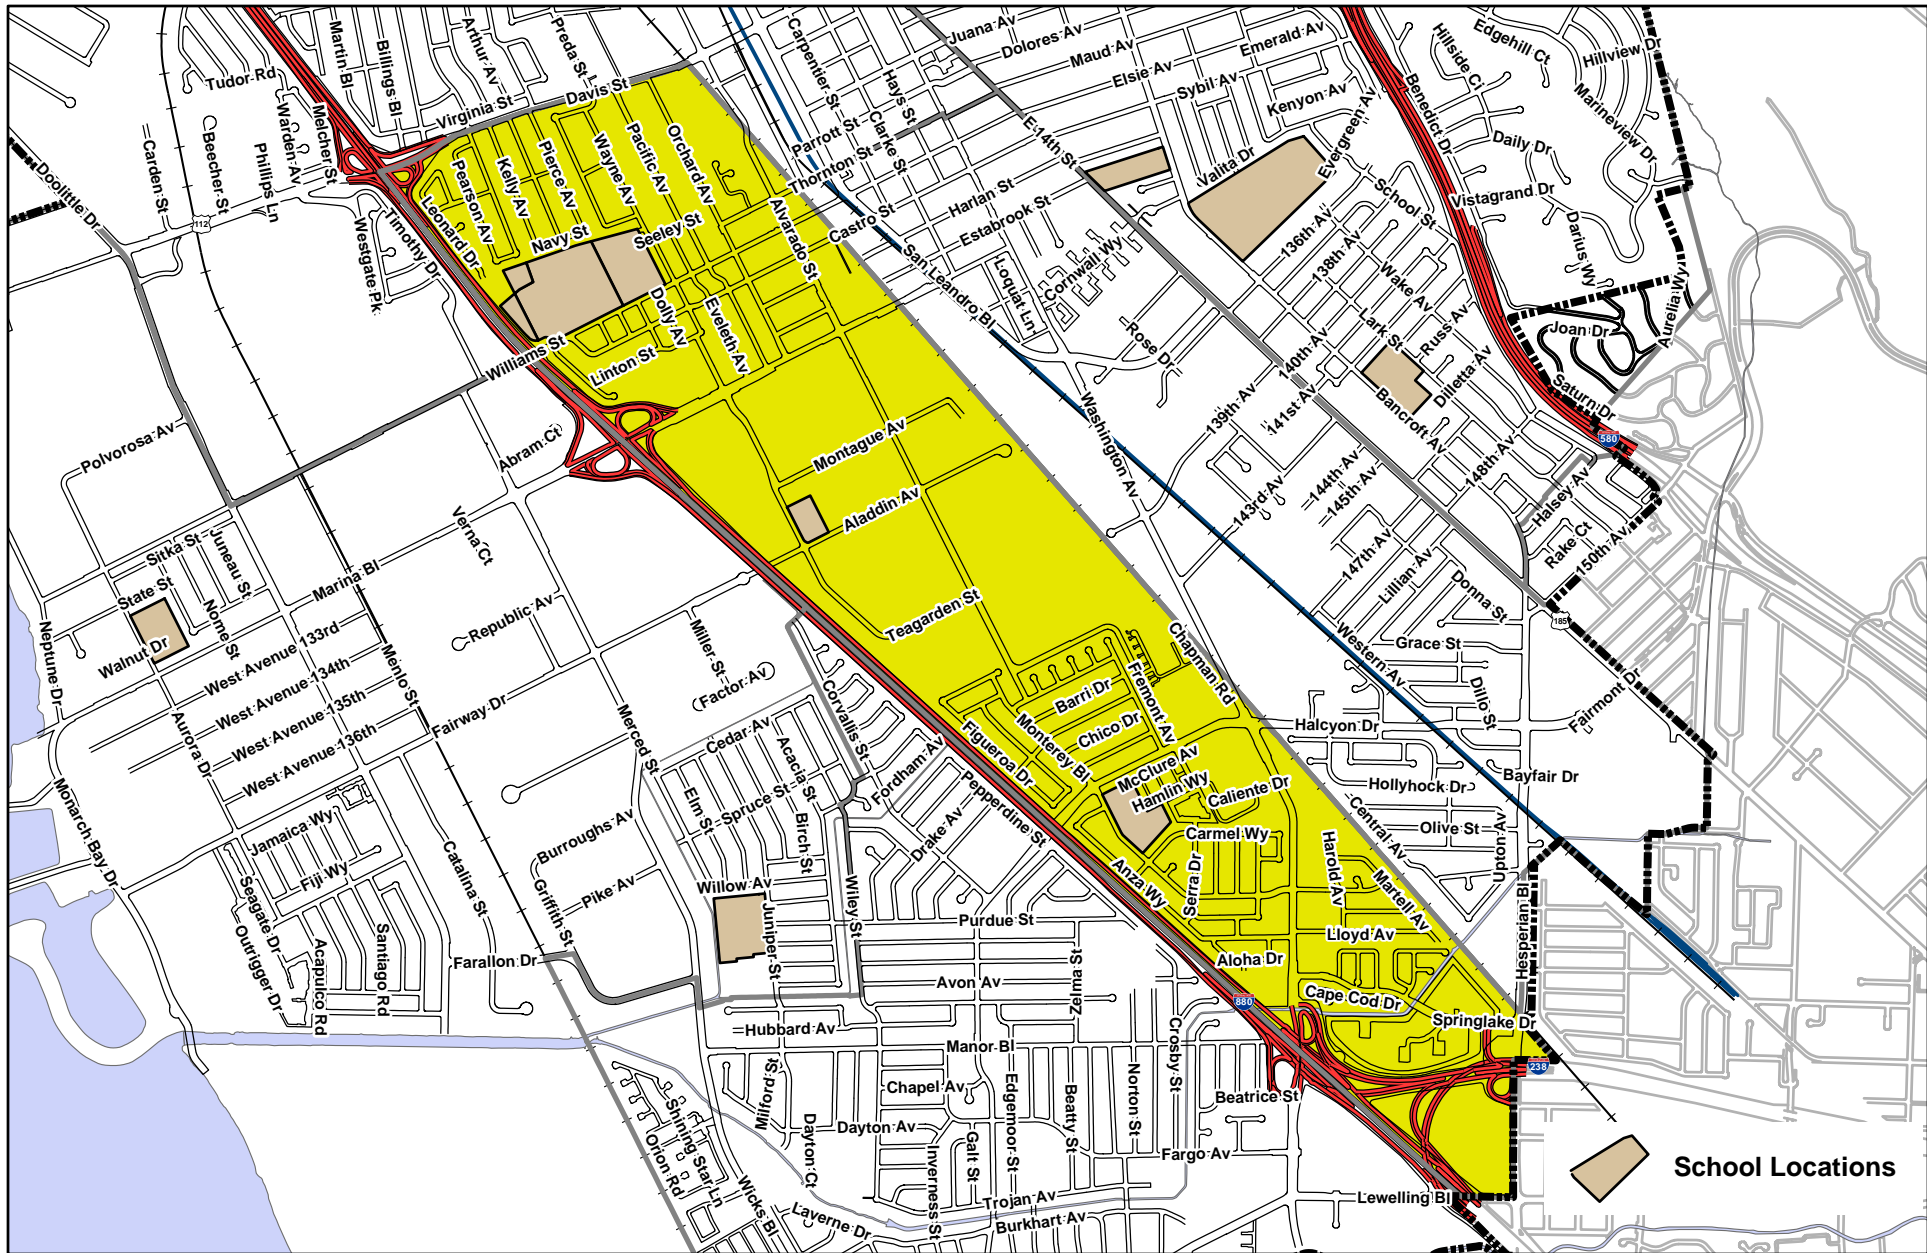 Juana Av
Dolores Av
Maud Av
Elsie Av
Emerald Av
Sybil Av
Kenyon Av
Evergreen Av
Benedict Dr
Hillside Ci
Edgehill Ct
Hillview Dr
Marineview Dr
Daily Dr
Vistagrand Dr
Darius Wy
Aurelia Wy
Joan Dr
Saturn Dr
Carpentier St
Hays St
Clarke St
Parrott St
Thornton St
E 14th St
Harlan St
Estabrook St
Castro St
San Leandro Bl
Cornwall Wy
Loquat Ln
Rose Dr
Valita Dr
School St
136th Av
138th Av
Wake Av
Lark St
Russ Av
Dilletta Av
Bancroft Av
140th Av
141st Av
139th Av
143rd Av
144th Av
145th Av
147th Av
148th Av
Halsey Av
Rake Ct
150th Av
Lillian Av
Donna St
Grace St
Dillo St
Fairmont Dr
Washington Av
Western Av
Halcyon Dr
Hollyhock Dr
Bayfair Dr
Olive St
Upton Av
Central Av
Hesperian Bl
Martin Bl
Billings Bl
Arthur Av
Preda St
Tudor Rd
Warden Av
Melcher St
Virginia St
Davis St
Carden St
Beecher St
Phillips Ln
Doolittle Dr
112
Westgate Pk
Timothy Dr
Leonard Dr
Pearson Av
Kelly Av
Pierce Av
Wayne Av
Pacific Av
Orchard Av
Alvarado St
Navy St
Seeley St
Dolly Av
Eveleth Av
Linton St
Williams St
Abram Ct
Polvorosa Av
Montague Av
Aladdin Av
Teagarden St
Verna Ct
Marina Bl
Republic Av
Miller St
Factor Av
Sitka St
Juneau St
State St
Nome St
Walnut Dr
Neptune Dr
West Avenue 133rd
West Avenue 134th
West Avenue 135th
West Avenue 136th
Menlo St
Fairway Dr
Aurora Dr
Monarch Bay Dr
Merced St
Cedar Av
Acacia St
Corvallis St
Fordham Av
Elm St
Spruce St
Birch St
Drake Av
Pepperdine St
Figueroa Dr
Monterey Bl
Barri Dr
Chico Dr
Fremont Av
Chapman Rd
McClure Av
Hamlin Wy
Caliente Dr
Carmel Wy
Serra Dr
Anza Wy
Harold Av
Martell Av
Lloyd Av
Aloha Dr
Cape Cod Dr
Springlake Dr
Jamaica Wy
Fiji Wy
Burroughs Av
Pike Av
Catalina St
Griffith St
Seagate Dr
Outrigger Dr
Acapulco Rd
Santiago Rd
Farallon Dr
Willow Av
Juniper St
Wiley St
Purdue St
Avon Av
Zelma St
Hubbard Av
Manor Bl
Crosby St
Milford St
Chapel Av
Edgemoor St
Beatty St
Norton St
Beatrice St
Dayton Ct
Dayton Av
Galt St
Inverness St
Fargo Av
Shining Star Ln
Orion Rd
Wicks Bl
Laverne Dr
Trojan Av
Burkhart Av
Lewelling Bl
580
185
880
238
School Locations